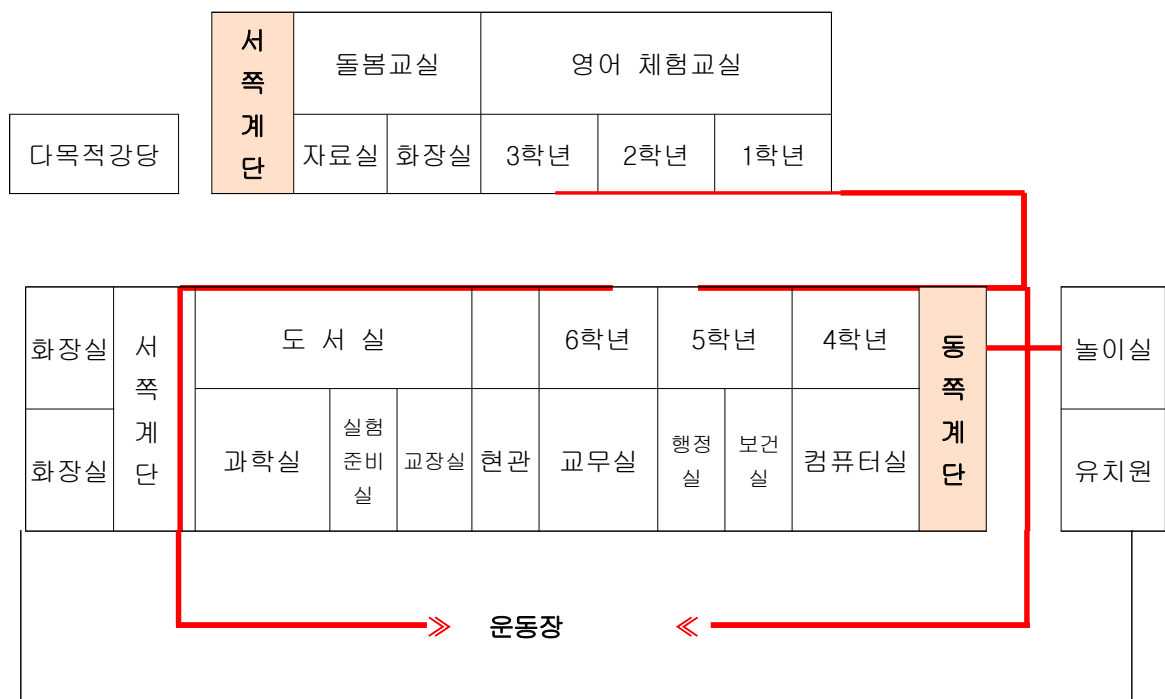 서쪽계단
돌봄교실
영어 체험교실
다목적강당
자료실
화장실
3학년
2학년
1학년
화장실
서쪽계단
도 서 실
6학년
5학년
4학년
동쪽계단
놀이실
화장실
과학실
실험
준비
실
교장실
현관
교무실
행정
실
보건
실
컴퓨터실
유치원
≫
운동장
≪